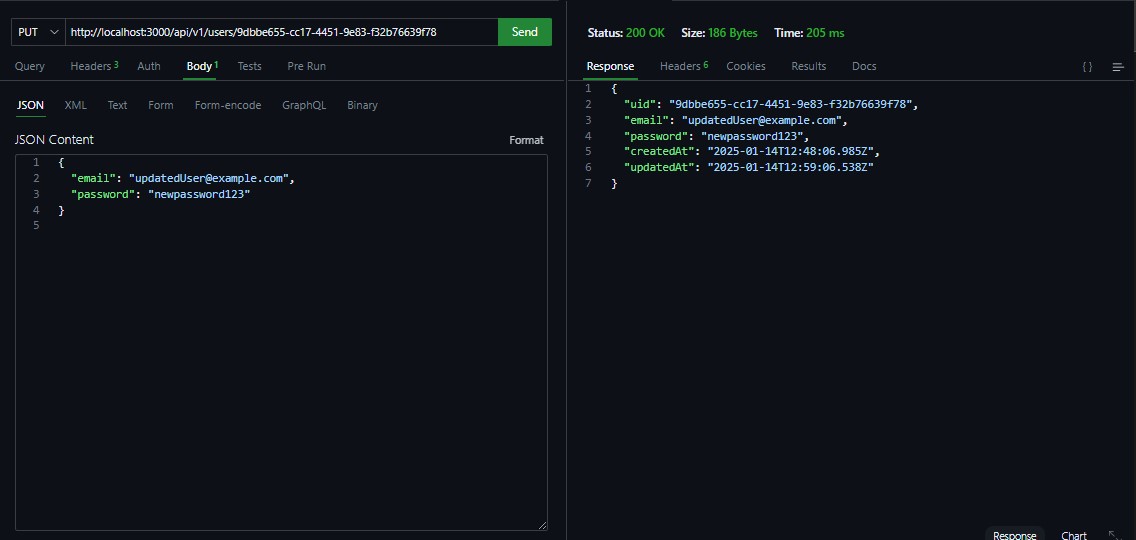 PUT http://localhost:3000/api/v1/users/9dbbe655-cc17-4451-9e83-f32b76639f78 Send
Query Headers 3 Auth Body 1 Tests Pre Run
JSON XML Text Form Form-encode GraphQL Binary
JSON Content Format
1 {
2 "email": "updatedUser@example.com",
3 "password": "newpassword123"
4 }
5
Status: 200 OK Size: 186 Bytes Time: 205 ms
Response Headers 6 Cookies Results Docs { }
1 {
2 "uid": "9dbbe655-cc17-4451-9e83-f32b76639f78",
3 "email": "updatedUser@example.com",
4 "password": "newpassword123",
5 "createdAt": "2025-01-14T12:48:06.985Z",
6 "updatedAt": "2025-01-14T12:59:06.538Z"
7 }
Response Chart